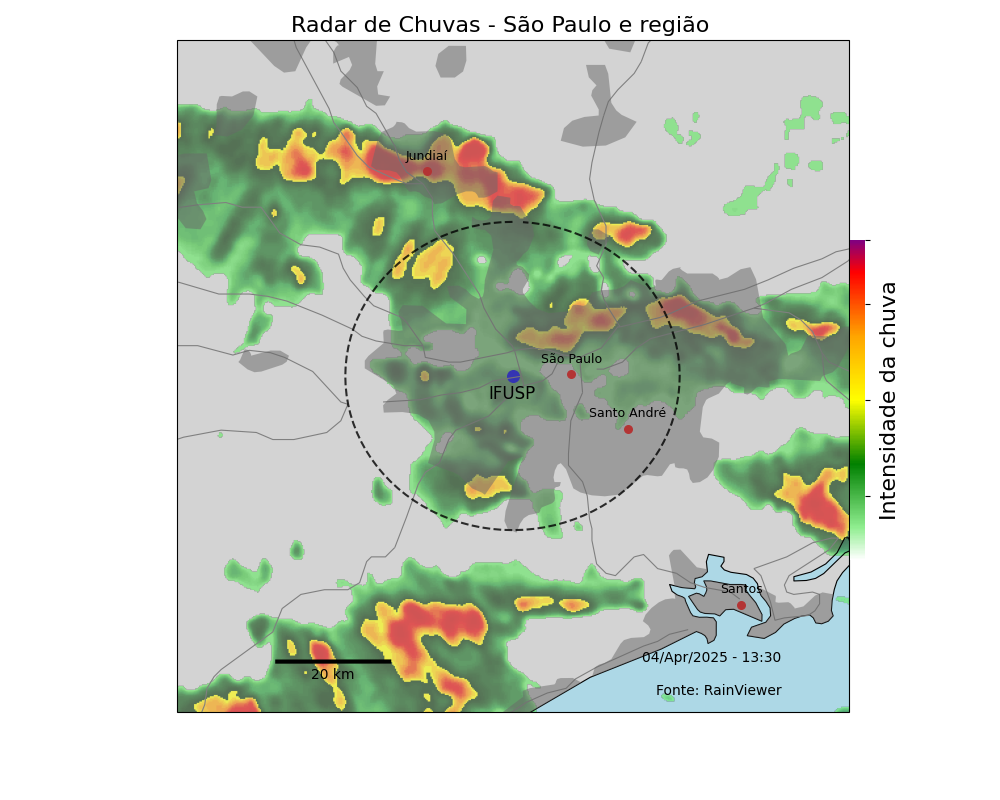 Radar de Chuvas - São Paulo e região
Jundiaí
São Paulo
IFUSP
Santo André
Intensidade da chuva
Santos
04/Apr/2025 - 13:30
20 km
Fonte: RainViewer